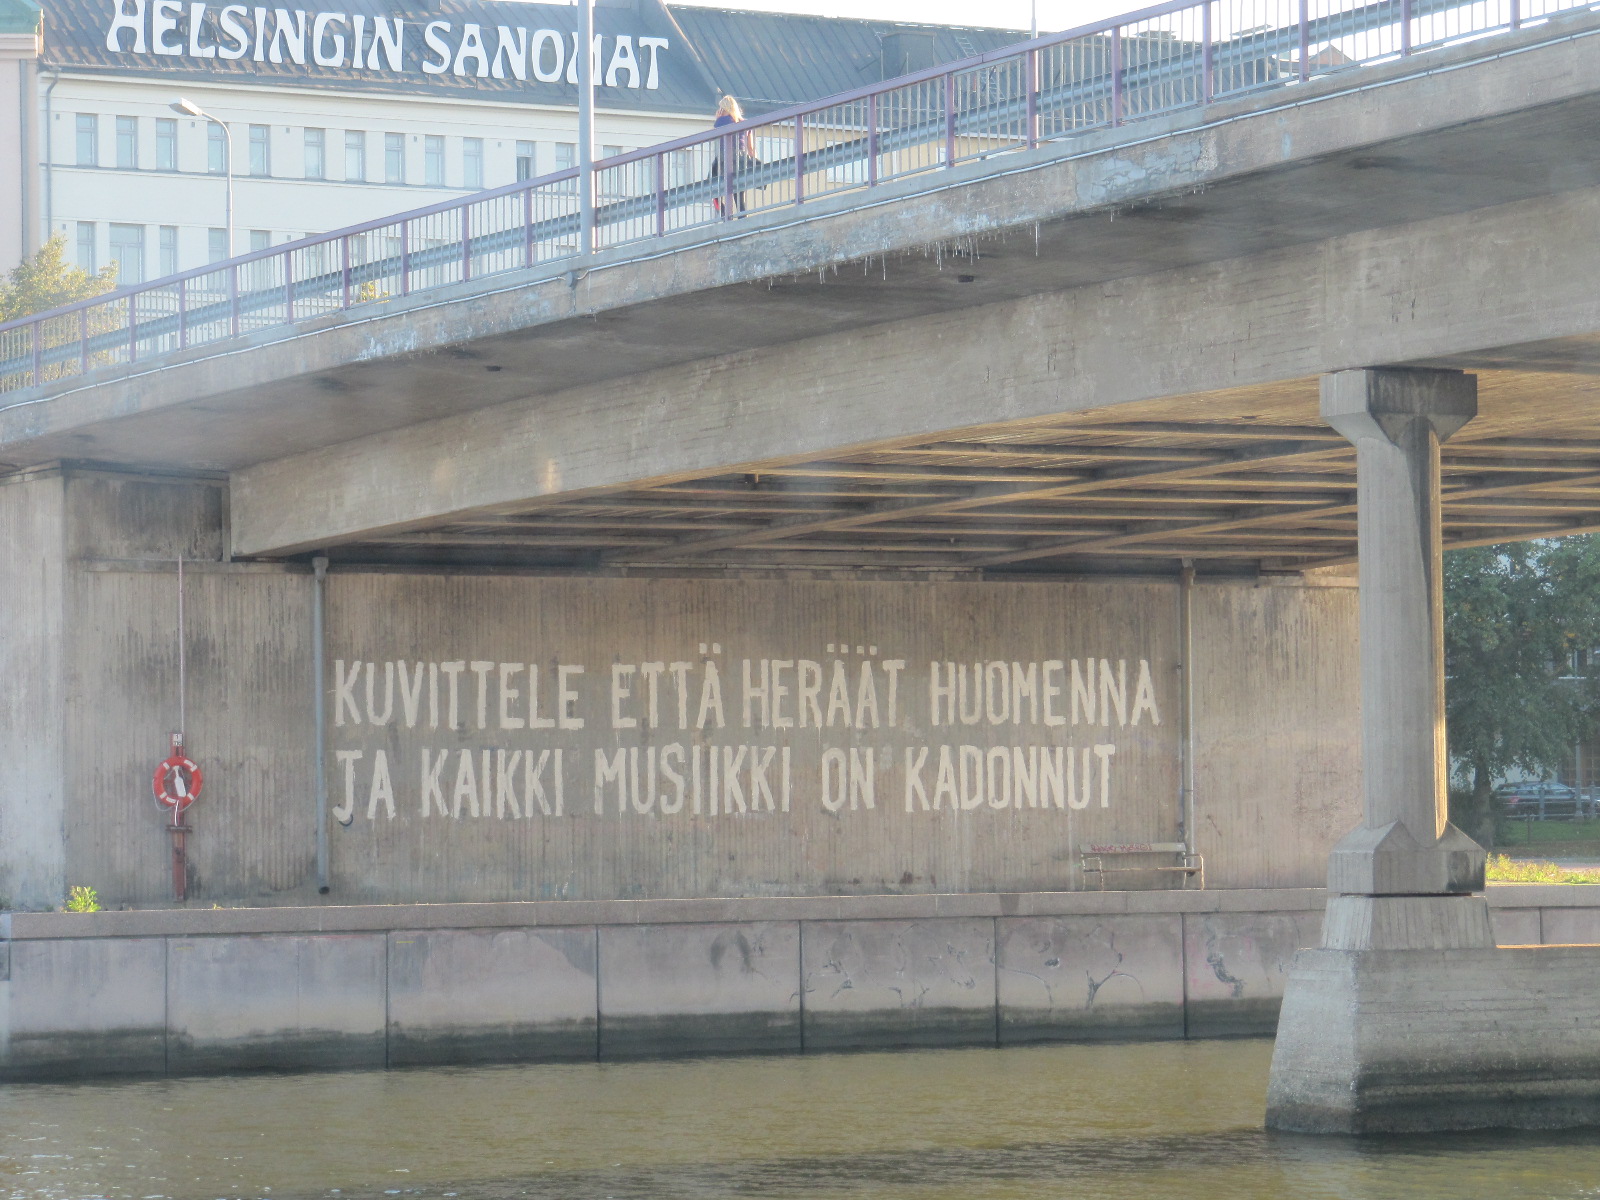 HELSINGIN SANOMAT
KUVITTELE ETTÄ HERÄÄT HUOMENNA
JA KAIKKI MUSIIKKI ON KADONNUT